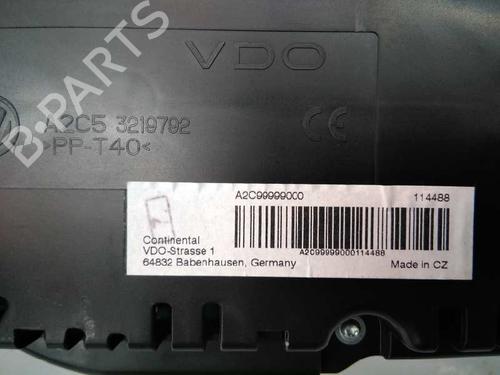 VDO
A2C5 3219792
>PP-T40<
CE
B-PARTS
A2C99999000 114488
Continental
VDO-Strasse 1
64832 Babenhausen, Germany
A2C99999000114488
Made in CZ